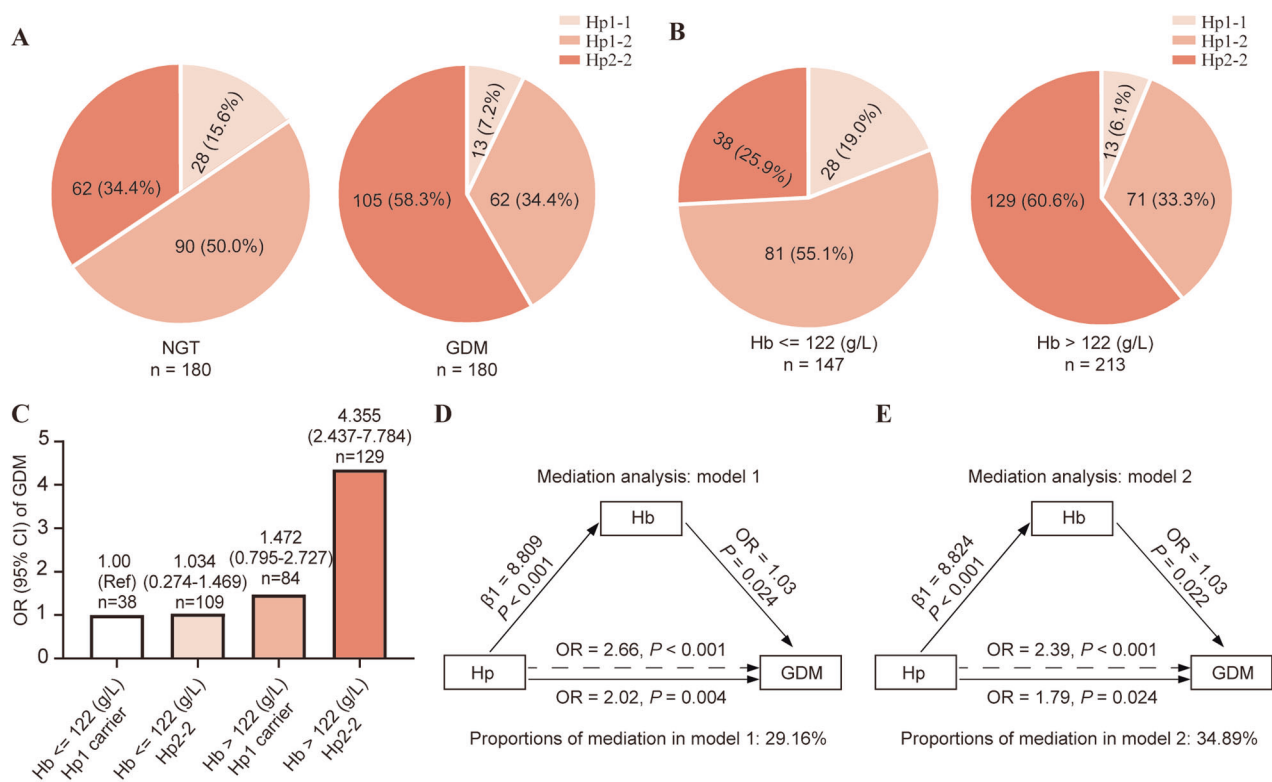 A
Hp1-1
Hp1-2
Hp2-2
28 (15.6%)
62 (34.4%)
90 (50.0%)
NGT
n = 180
13 (7.2%)
105 (58.3%)
62 (34.4%)
GDM
n = 180
B
Hp1-1
Hp1-2
Hp2-2
38 (25.9%)
28 (19.0%)
81 (55.1%)
Hb <= 122 (g/L)
n = 147
13 (6.1%)
129 (60.6%)
71 (33.3%)
Hb > 122 (g/L)
n = 213
C
OR (95% CI) of GDM
5
4
3
2
1
0
1.00
(Ref)
n=38
1.034
(0.274-1.469)
n=109
1.472
(0.795-2.727)
n=84
4.355
(2.437-7.784)
n=129
Hb <= 122 (g/L)
Hp1 carrier
Hb <= 122 (g/L)
Hp2-2
Hb > 122 (g/L)
Hp1 carrier
Hb > 122 (g/L)
Hp2-2
D
Mediation analysis: model 1
Hb
β1 = 8.809
P < 0.001
OR = 1.03
P = 0.024
OR = 2.66, P < 0.001
Hp
GDM
OR = 2.02, P = 0.004
Proportions of mediation in model 1: 29.16%
E
Mediation analysis: model 2
Hb
β1 = 8.824
P < 0.001
OR = 1.03
P = 0.022
OR = 2.39, P < 0.001
Hp
GDM
OR = 1.79, P = 0.024
Proportions of mediation in model 2: 34.89%